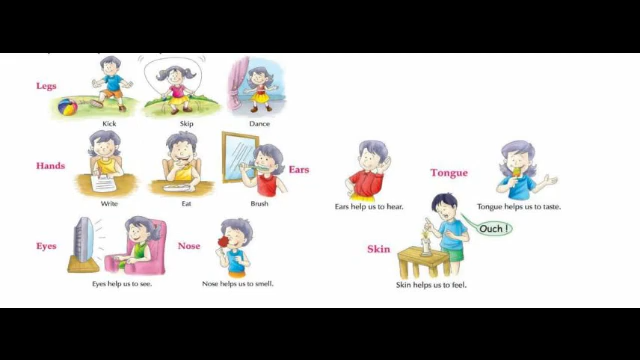 Legs
Kick Skip Dance
Hands
Write Eat Brush
Ears
Ears help us to hear.
Tongue
Tongue helps us to taste.
Eyes
Eyes help us to see.
Nose
Nose helps us to smell.
Skin
Ouch !
Skin helps us to feel.